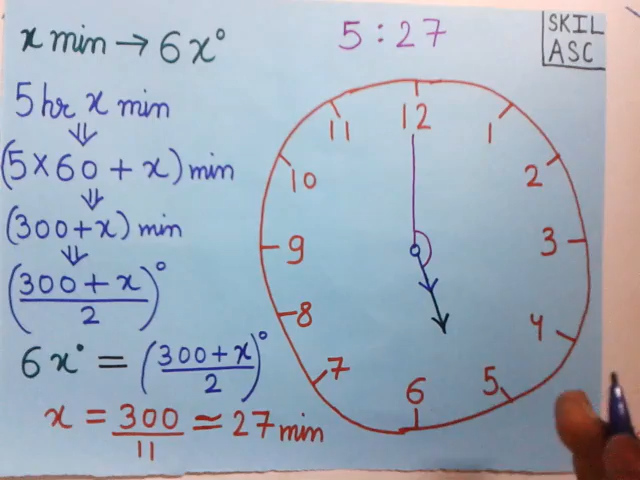 x min → 6x°
5 : 27
SKIL
ASC
5 hr x min
⇓
(5×60 + x) min
⇓
(300+x) min
⇓
(300 + x / 2)°
6x° = (300+x / 2)°
x = 300 / 11 ≃ 27 min
12
1
2
3
4
5
6
7
8
9
10
11